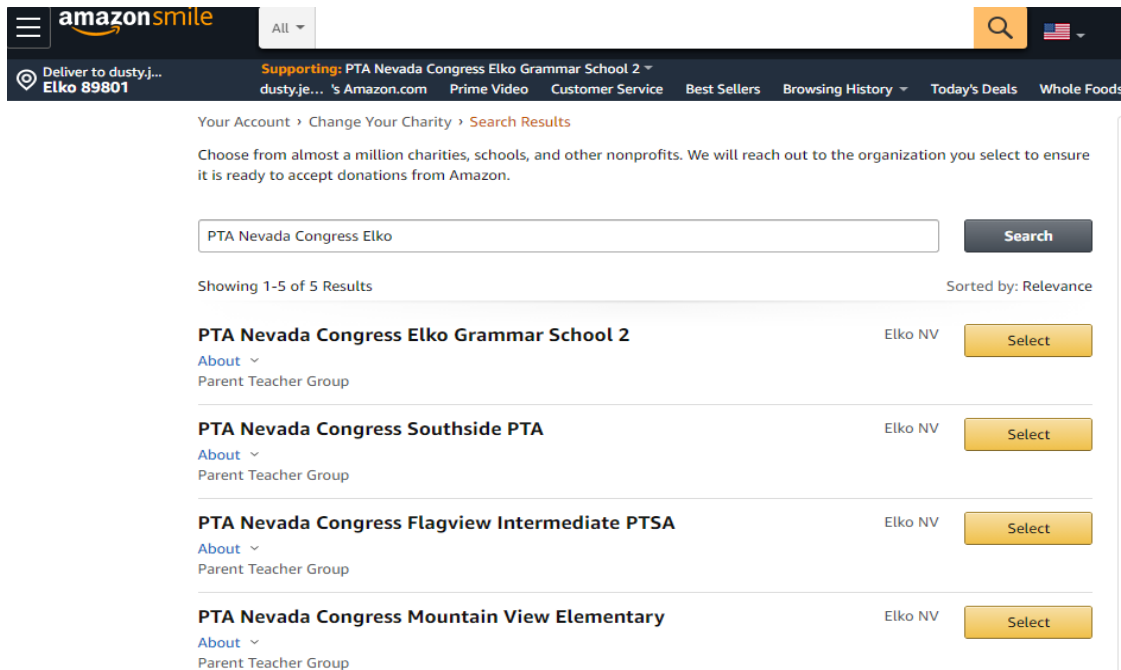 amazonsmile
All
Deliver to dusty.j...
Elko 89801
Supporting: PTA Nevada Congress Elko Grammar School 2
dusty.je... 's Amazon.com Prime Video Customer Service Best Sellers Browsing History Today's Deals Whole Foods
Your Account › Change Your Charity › Search Results
Choose from almost a million charities, schools, and other nonprofits. We will reach out to the organization you select to ensure
it is ready to accept donations from Amazon.
PTA Nevada Congress Elko Search
Showing 1-5 of 5 Results Sorted by: Relevance
PTA Nevada Congress Elko Grammar School 2 Elko NV Select
About
Parent Teacher Group
PTA Nevada Congress Southside PTA Elko NV Select
About
Parent Teacher Group
PTA Nevada Congress Flagview Intermediate PTSA Elko NV Select
About
Parent Teacher Group
PTA Nevada Congress Mountain View Elementary Elko NV Select
About
Parent Teacher Group